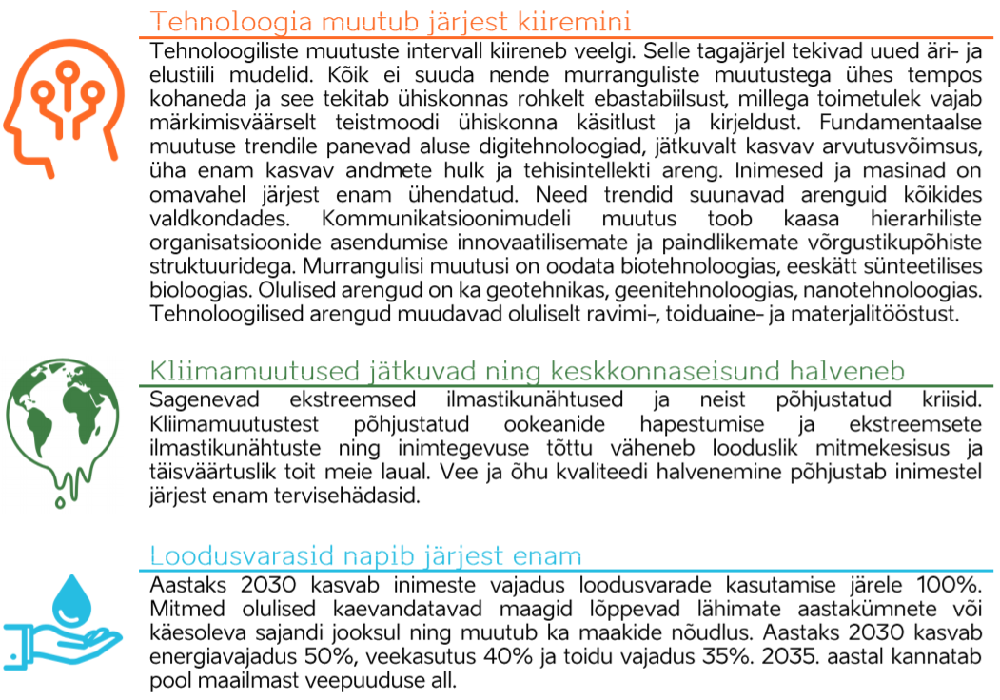 Tehnoloogia muutub järjest kiiremini
Tehnoloogiliste muutuste intervall kiireneb veelgi. Selle tagajärjel tekivad uued äri- ja
elustiili mudelid. Kõik ei suuda nende murranguliste muutustega ühes tempos
kohaneda ja see tekitab ühiskonnas rohkelt ebastabiilsust, millega toimetulek vajab
märkimisväärselt teistmoodi ühiskonna käsitlust ja kirjeldust. Fundamentaalse
muutuse trendile panevad aluse digitehnoloogiad, jätkuvalt kasvav arvutusvõimsus,
üha enam kasvav andmete hulk ja tehisintellekti areng. Inimesed ja masinad on
omavahel järjest enam ühendatud. Need trendid suunavad arenguid kõikides
valdkondades. Kommunikatsioonimudeli muutus toob kaasa hierarhiliste
organisatsioonide asendumise innovaatilisemate ja paindlikemate võrgustikupõhiste
struktuuridega. Murrangulisi muutusi on oodata biotehnoloogias, eeskätt sünteetilises
bioloogias. Olulised arengud on ka geotehnikas, geenitehnoloogias, nanotehnoloogias.
Tehnoloogilised arengud muudavad oluliselt ravimi-, toiduaine- ja materjalitööstust.
Kliimamuutused jätkuvad ning keskkonnaseisund halveneb
Sagenevad ekstreemsed ilmastikunähtused ja neist põhjustatud kriisid.
Kliimamuutustest põhjustatud ookeanide hapestumise ja ekstreemsete
ilmastikunähtuste ning inimtegevuse tõttu väheneb looduslik mitmekesisus ja
täisväärtuslik toit meie laual. Vee ja õhu kvaliteedi halvenemine põhjustab inimestel
järjest enam tervisehädasid.
Loodusvarasid napib järjest enam
Aastaks 2030 kasvab inimeste vajadus loodusvarade kasutamise järele 100%.
Mitmed olulised kaevandatavad maagid lõppevad lähimate aastakümnete või
käesoleva sajandi jooksul ning muutub ka maakide nõudlus. Aastaks 2030 kasvab
energiavajadus 50%, veekasutus 40% ja toidu vajadus 35%. 2035. aastal kannatab
pool maailmast veepuuduse all.